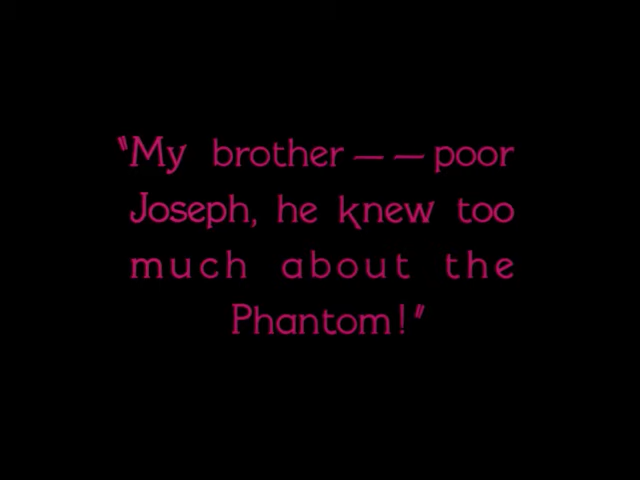 "My brother — — poor
Joseph, he knew too
much about the
Phantom!"